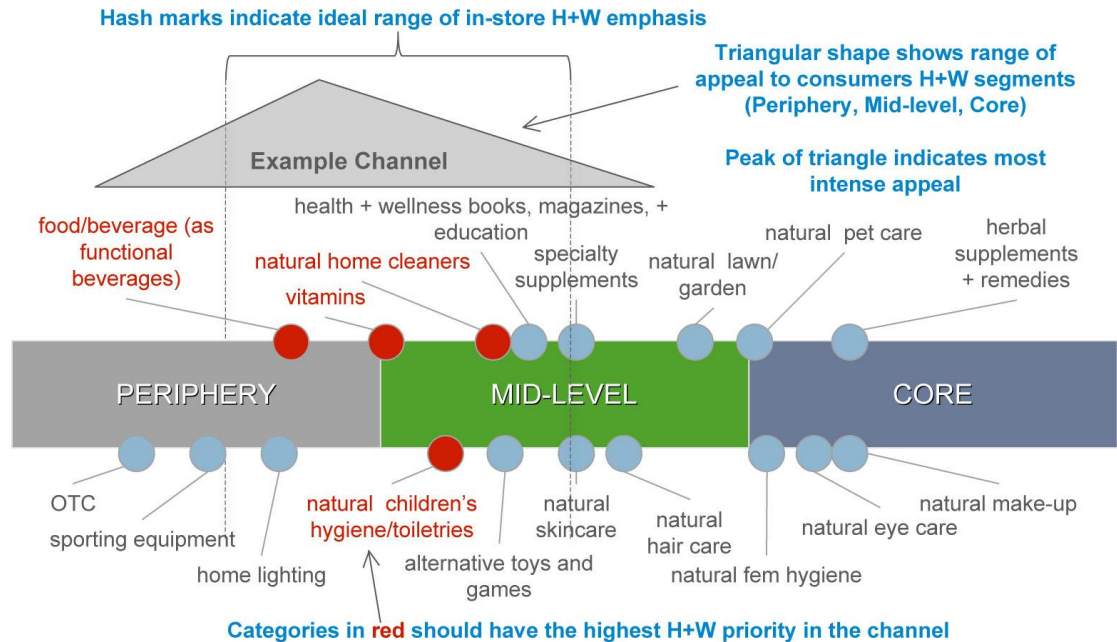 Hash marks indicate ideal range of in-store H+W emphasis
Triangular shape shows range of
appeal to consumers H+W segments
(Periphery, Mid-level, Core)
Example Channel
Peak of triangle indicates most
intense appeal
food/beverage (as
functional
beverages)
natural home cleaners
vitamins
health + wellness books, magazines, +
education
specialty
supplements
natural lawn/
garden
natural pet care
herbal
supplements
+ remedies
PERIPHERY
MID-LEVEL
CORE
OTC
sporting equipment
home lighting
natural children's
hygiene/toiletries
alternative toys and
games
natural
skincare
natural
hair care
natural fem hygiene
natural eye care
natural make-up
Categories in red should have the highest H+W priority in the channel